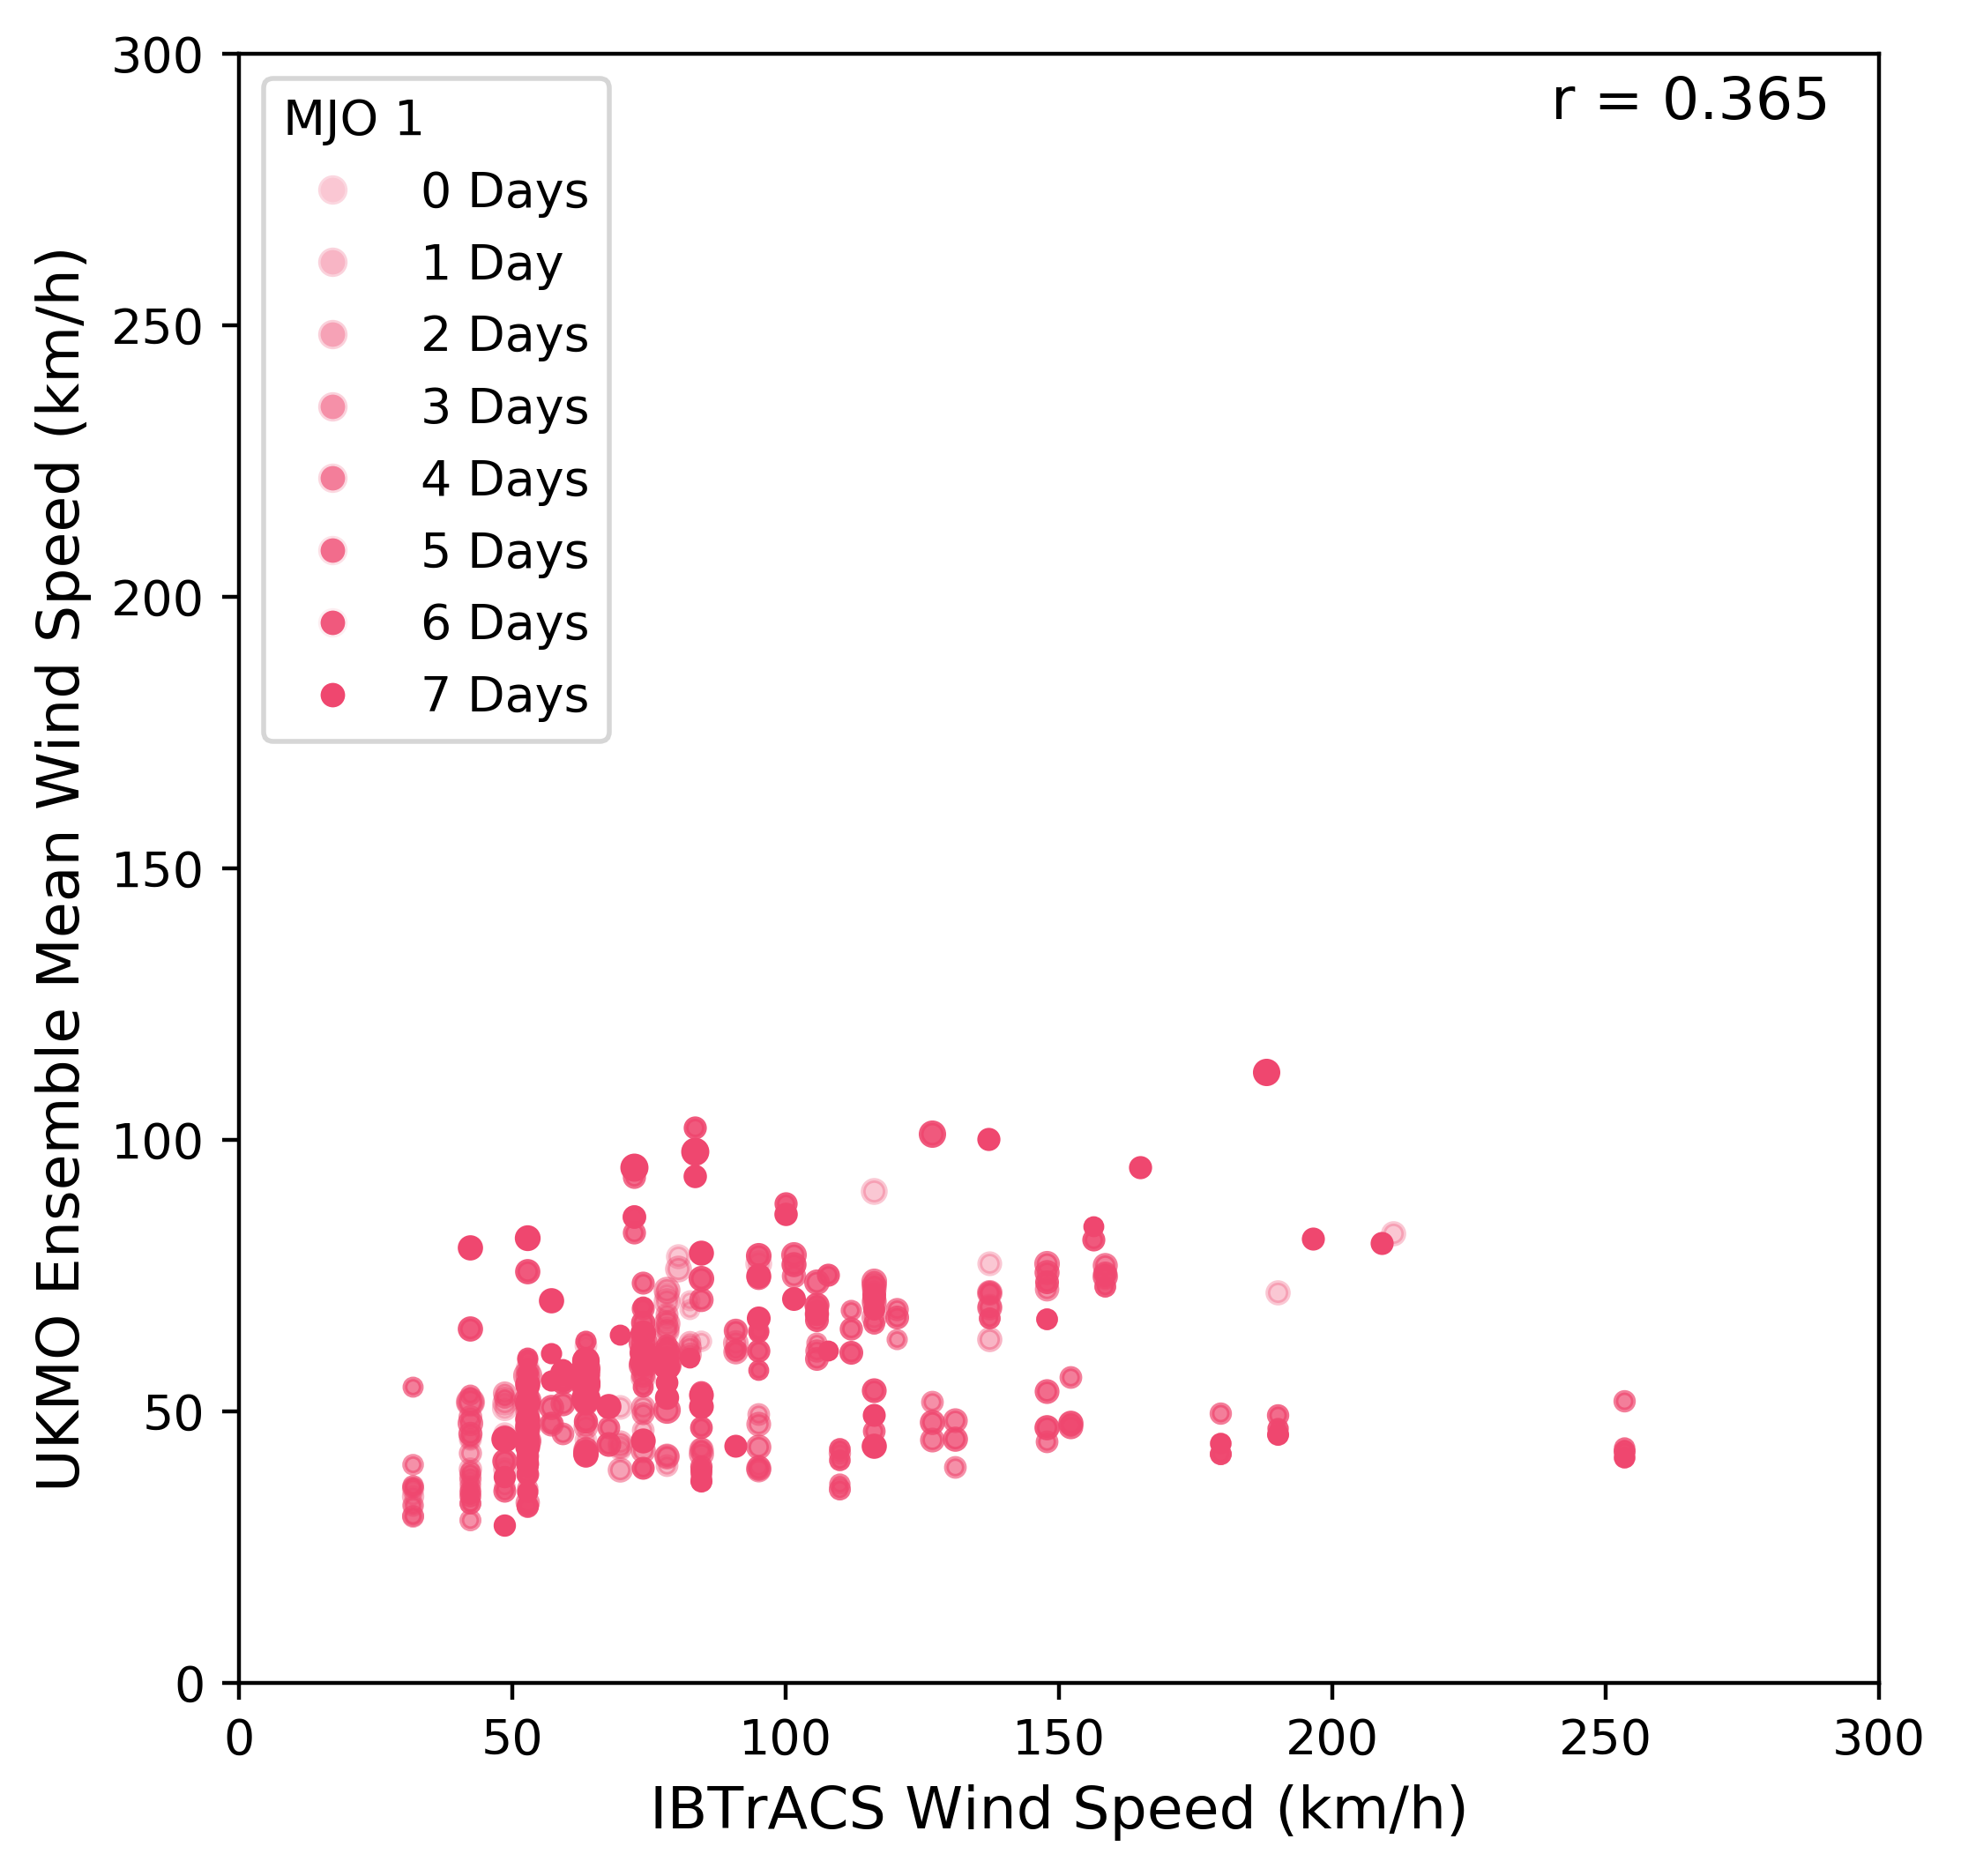 r = 0.365
MJO 1
0 Days
1 Day
2 Days
3 Days
4 Days
5 Days
6 Days
7 Days
UKMO Ensemble Mean Wind Speed (km/h)
300
250
200
150
100
50
0
0 50 100 150 200 250 300
IBTrACS Wind Speed (km/h)